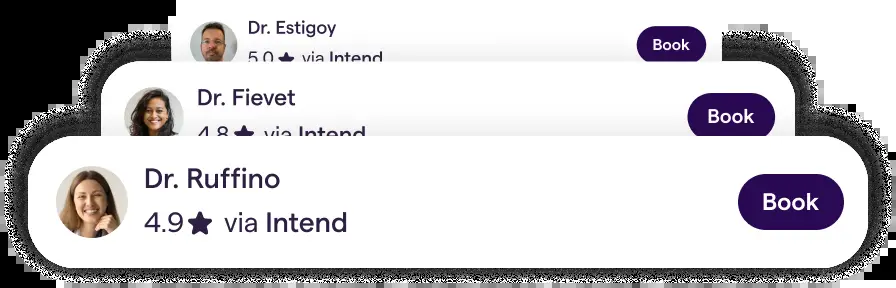 Dr. Estigoy
5.0 via Intend
Book
Dr. Fievet
4.8 via Intend
Book
Dr. Ruffino
4.9 via Intend
Book